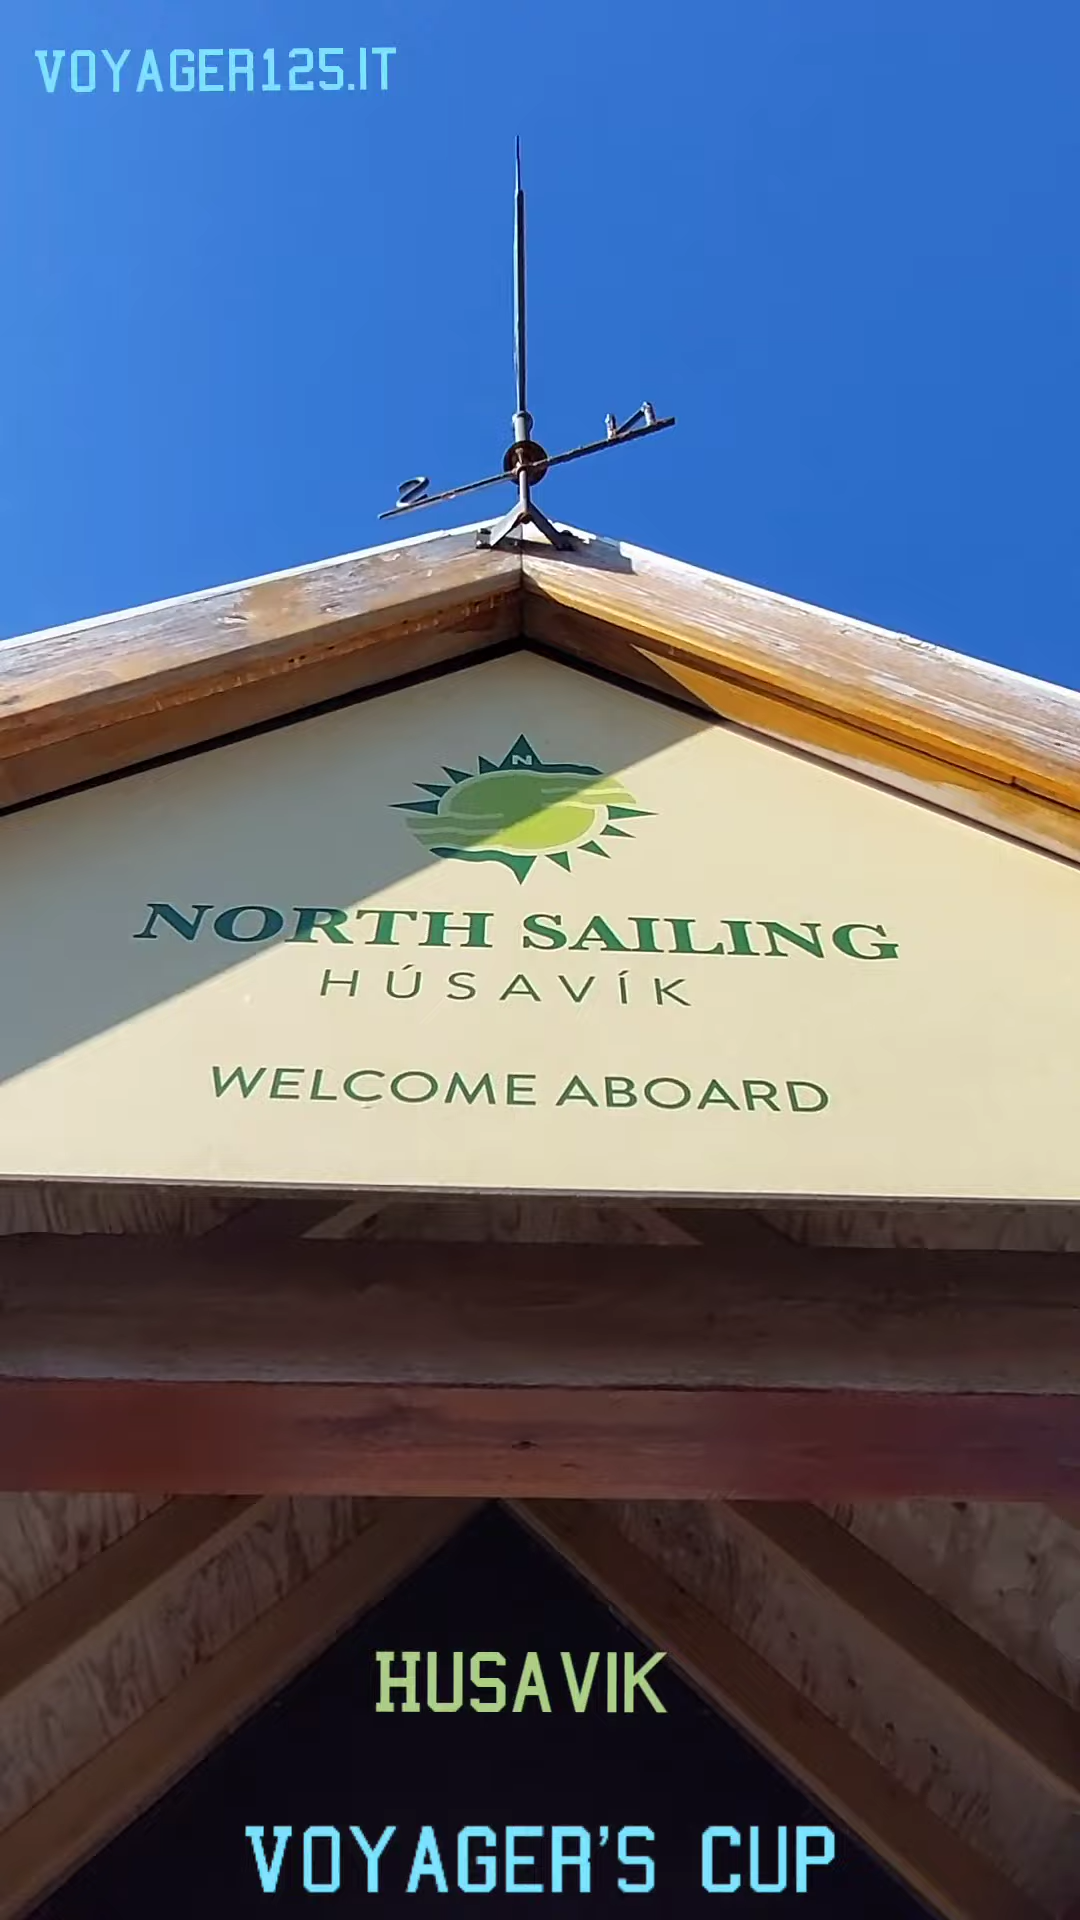 VOYAGER125.IT
S N
N
NORTH SAILING
HÚSAVÍK
WELCOME ABOARD
HUSAVIK
VOYAGER'S CUP